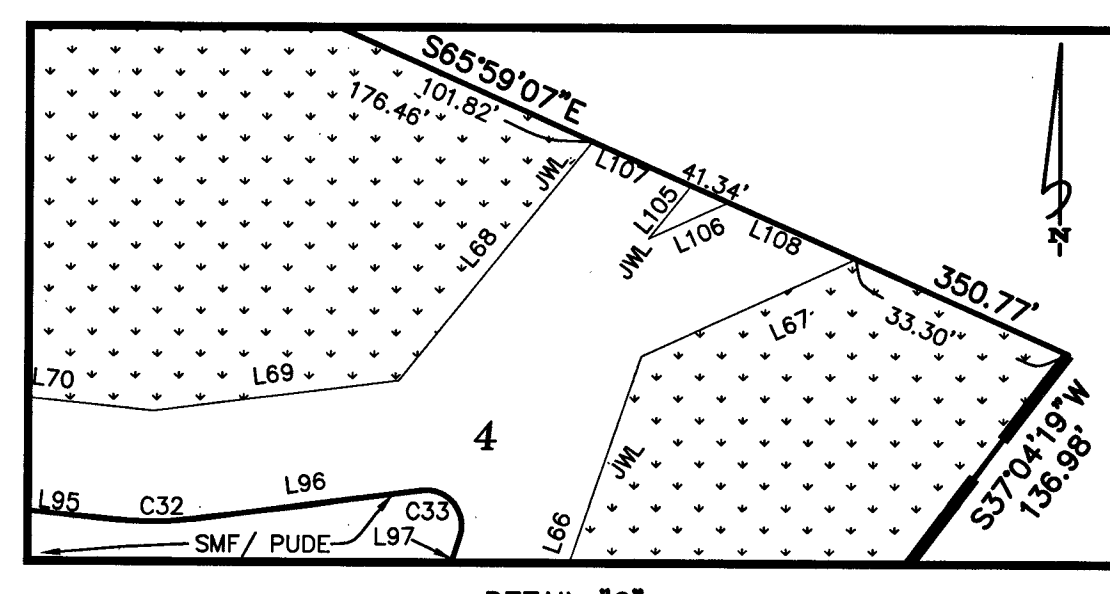 S65°59'07"E
101.82'
176.46'
JWL
L107
41.34'
L105
L106
L108
JWL
L68
350.77'
33.30'
L67
S37°04'19"W
136.98'
L70
L69
4
JWL
L95
C32
L96
C33
SMF/ PUDE
L97
L66
N